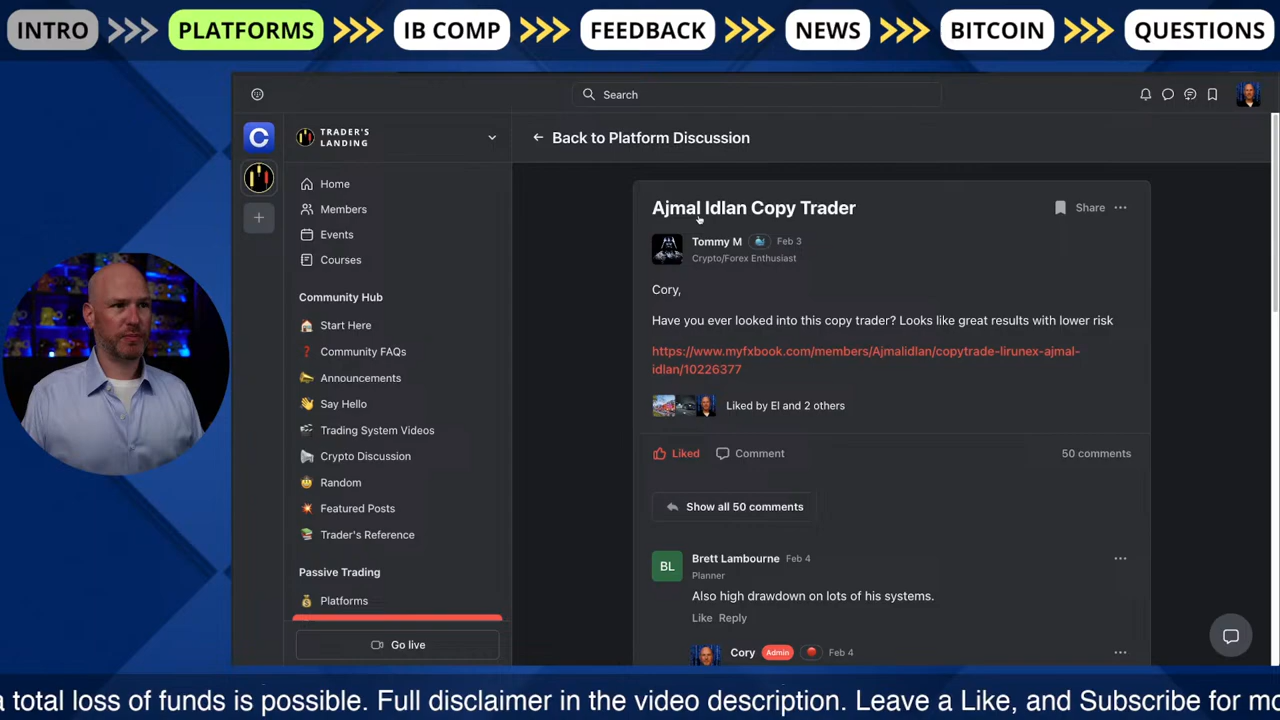 INTRO
PLATFORMS
IB COMP
FEEDBACK
NEWS
BITCOIN
QUESTIONS
Search
C
TRADER'S
LANDING
Home
Members
Events
Courses
Community Hub
Start Here
Community FAQs
Announcements
Say Hello
Trading System Videos
Crypto Discussion
Random
Featured Posts
Trader's Reference
Passive Trading
Platforms
Go live
Back to Platform Discussion
Ajmal Idlan Copy Trader
Share
Tommy M Feb 3
Crypto/Forex Enthusiast
Cory,
Have you ever looked into this copy trader? Looks like great results with lower risk
https://www.myfxbook.com/members/Ajmalidlan/copytrade-lirunex-ajmal-
idlan/10226377
Liked by El and 2 others
Liked Comment 50 comments
Show all 50 comments
BL
Brett Lambourne Feb 4
Planner
Also high drawdown on lots of his systems.
Like Reply
Cory Admin Feb 4
a total loss of funds is possible. Full disclaimer in the video description. Leave a Like, and Subscribe for mo